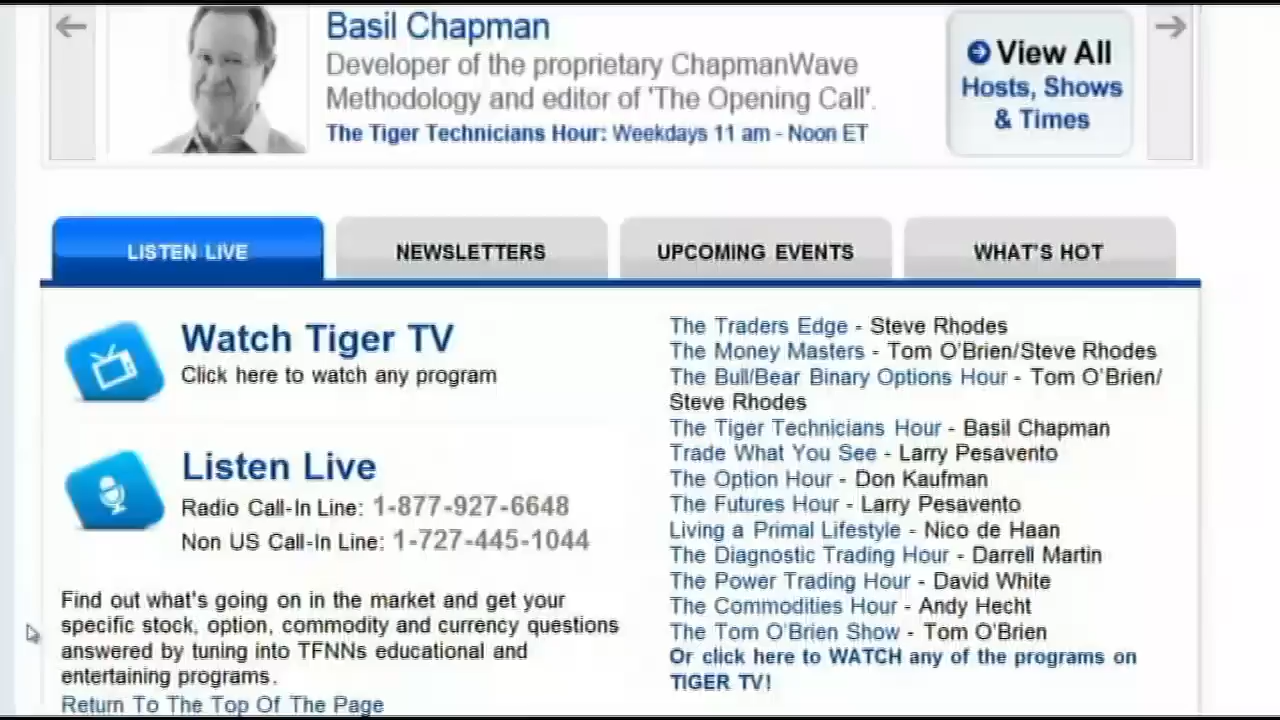 Basil Chapman
Developer of the proprietary ChapmanWave
Methodology and editor of 'The Opening Call'.
The Tiger Technicians Hour: Weekdays 11 am - Noon ET
View All
Hosts, Shows
& Times
LISTEN LIVE
NEWSLETTERS
UPCOMING EVENTS
WHAT'S HOT
Watch Tiger TV
Click here to watch any program
Listen Live
Radio Call-In Line: 1-877-927-6648
Non US Call-In Line: 1-727-445-1044
Find out what's going on in the market and get your
specific stock, option, commodity and currency questions
answered by tuning into TFNNs educational and
entertaining programs.
Return To The Top Of The Page
The Traders Edge - Steve Rhodes
The Money Masters - Tom O'Brien/Steve Rhodes
The Bull/Bear Binary Options Hour - Tom O'Brien/
Steve Rhodes
The Tiger Technicians Hour - Basil Chapman
Trade What You See - Larry Pesavento
The Option Hour - Don Kaufman
The Futures Hour - Larry Pesavento
Living a Primal Lifestyle - Nico de Haan
The Diagnostic Trading Hour - Darrell Martin
The Power Trading Hour - David White
The Commodities Hour - Andy Hecht
The Tom O'Brien Show - Tom O'Brien
Or click here to WATCH any of the programs on
TIGER TV!